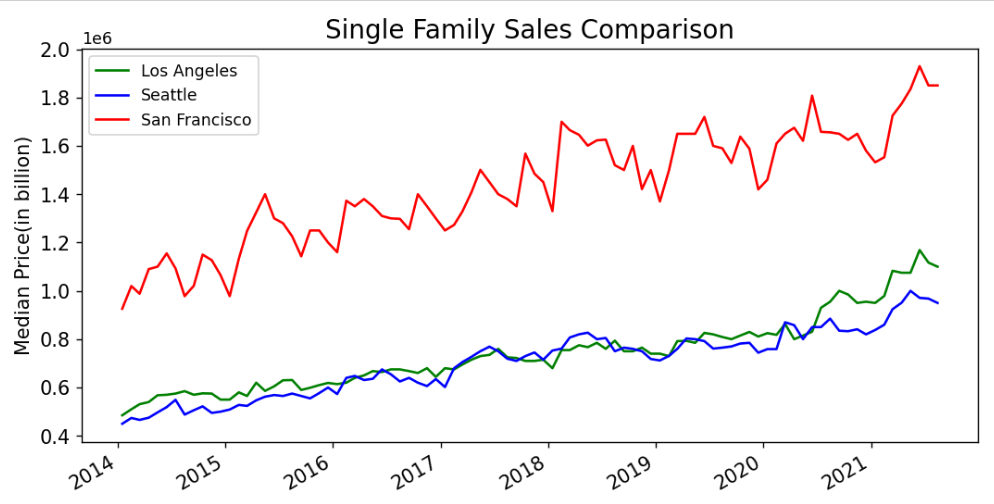 Single Family Sales Comparison
1e6
Los Angeles
Seattle
San Francisco
Median Price(in billion)
2.0
1.8
1.6
1.4
1.2
1.0
0.8
0.6
0.4
2014
2015
2016
2017
2018
2019
2020
2021